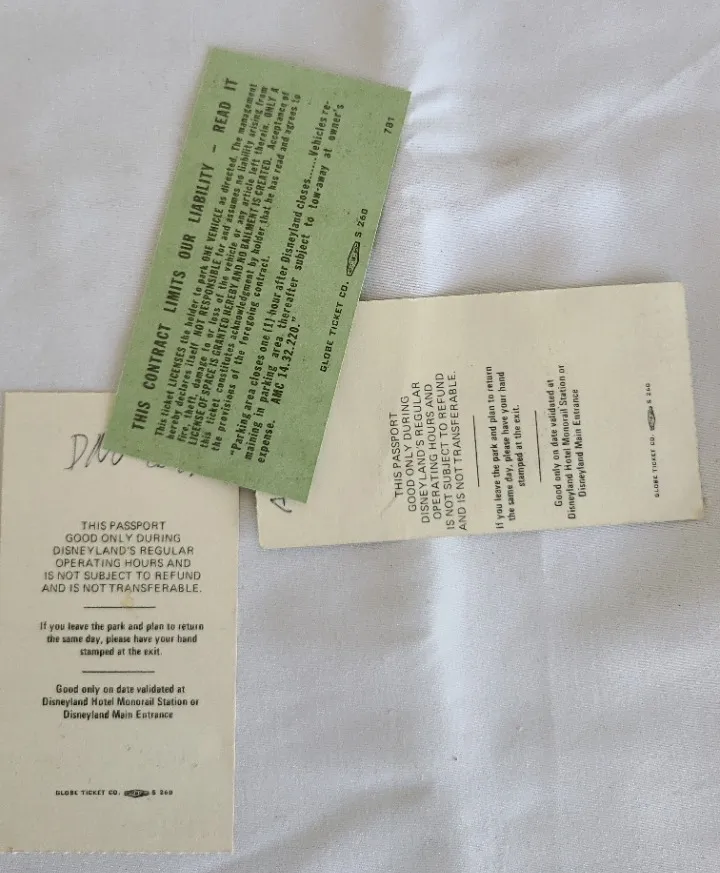 THIS CONTRACT LIMITS OUR LIABILITY – READ IT
This ticket LICENSES the holder to park ONE VEHICLE as directed. The management
hereby declares itself NOT RESPONSIBLE for and assumes no liability arising from
fire, theft, damage to or loss of the vehicle or any article left therein. ONLY A
LICENSE OF SPACE IS GRANTED HEREBY AND NO BAILMENT IS CREATED. Acceptance of
this ticket constitutes acknowledgment by holder that he has read and agrees to
the provisions of the foregoing contract.
"Parking area closes one (1) hour after Disneyland closes......Vehicles re-
maining in parking area thereafter subject to tow-away at owner's
expense. AMC 14.32.220."
GLOBE TICKET CO. S 260
781
THIS PASSPORT
GOOD ONLY DURING
DISNEYLAND'S REGULAR
OPERATING HOURS AND
IS NOT SUBJECT TO REFUND
AND IS NOT TRANSFERABLE.
If you leave the park and plan to return
the same day, please have your hand
stamped at the exit.
Good only on date validated at
Disneyland Hotel Monorail Station or
Disneyland Main Entrance
GLOBE TICKET CO. S 260
THIS PASSPORT
GOOD ONLY DURING
DISNEYLAND'S REGULAR
OPERATING HOURS AND
IS NOT SUBJECT TO REFUND
AND IS NOT TRANSFERABLE.
If you leave the park and plan to return
the same day, please have your hand
stamped at the exit.
Good only on date validated at
Disneyland Hotel Monorail Station or
Disneyland Main Entrance
GLOBE TICKET CO. S 260